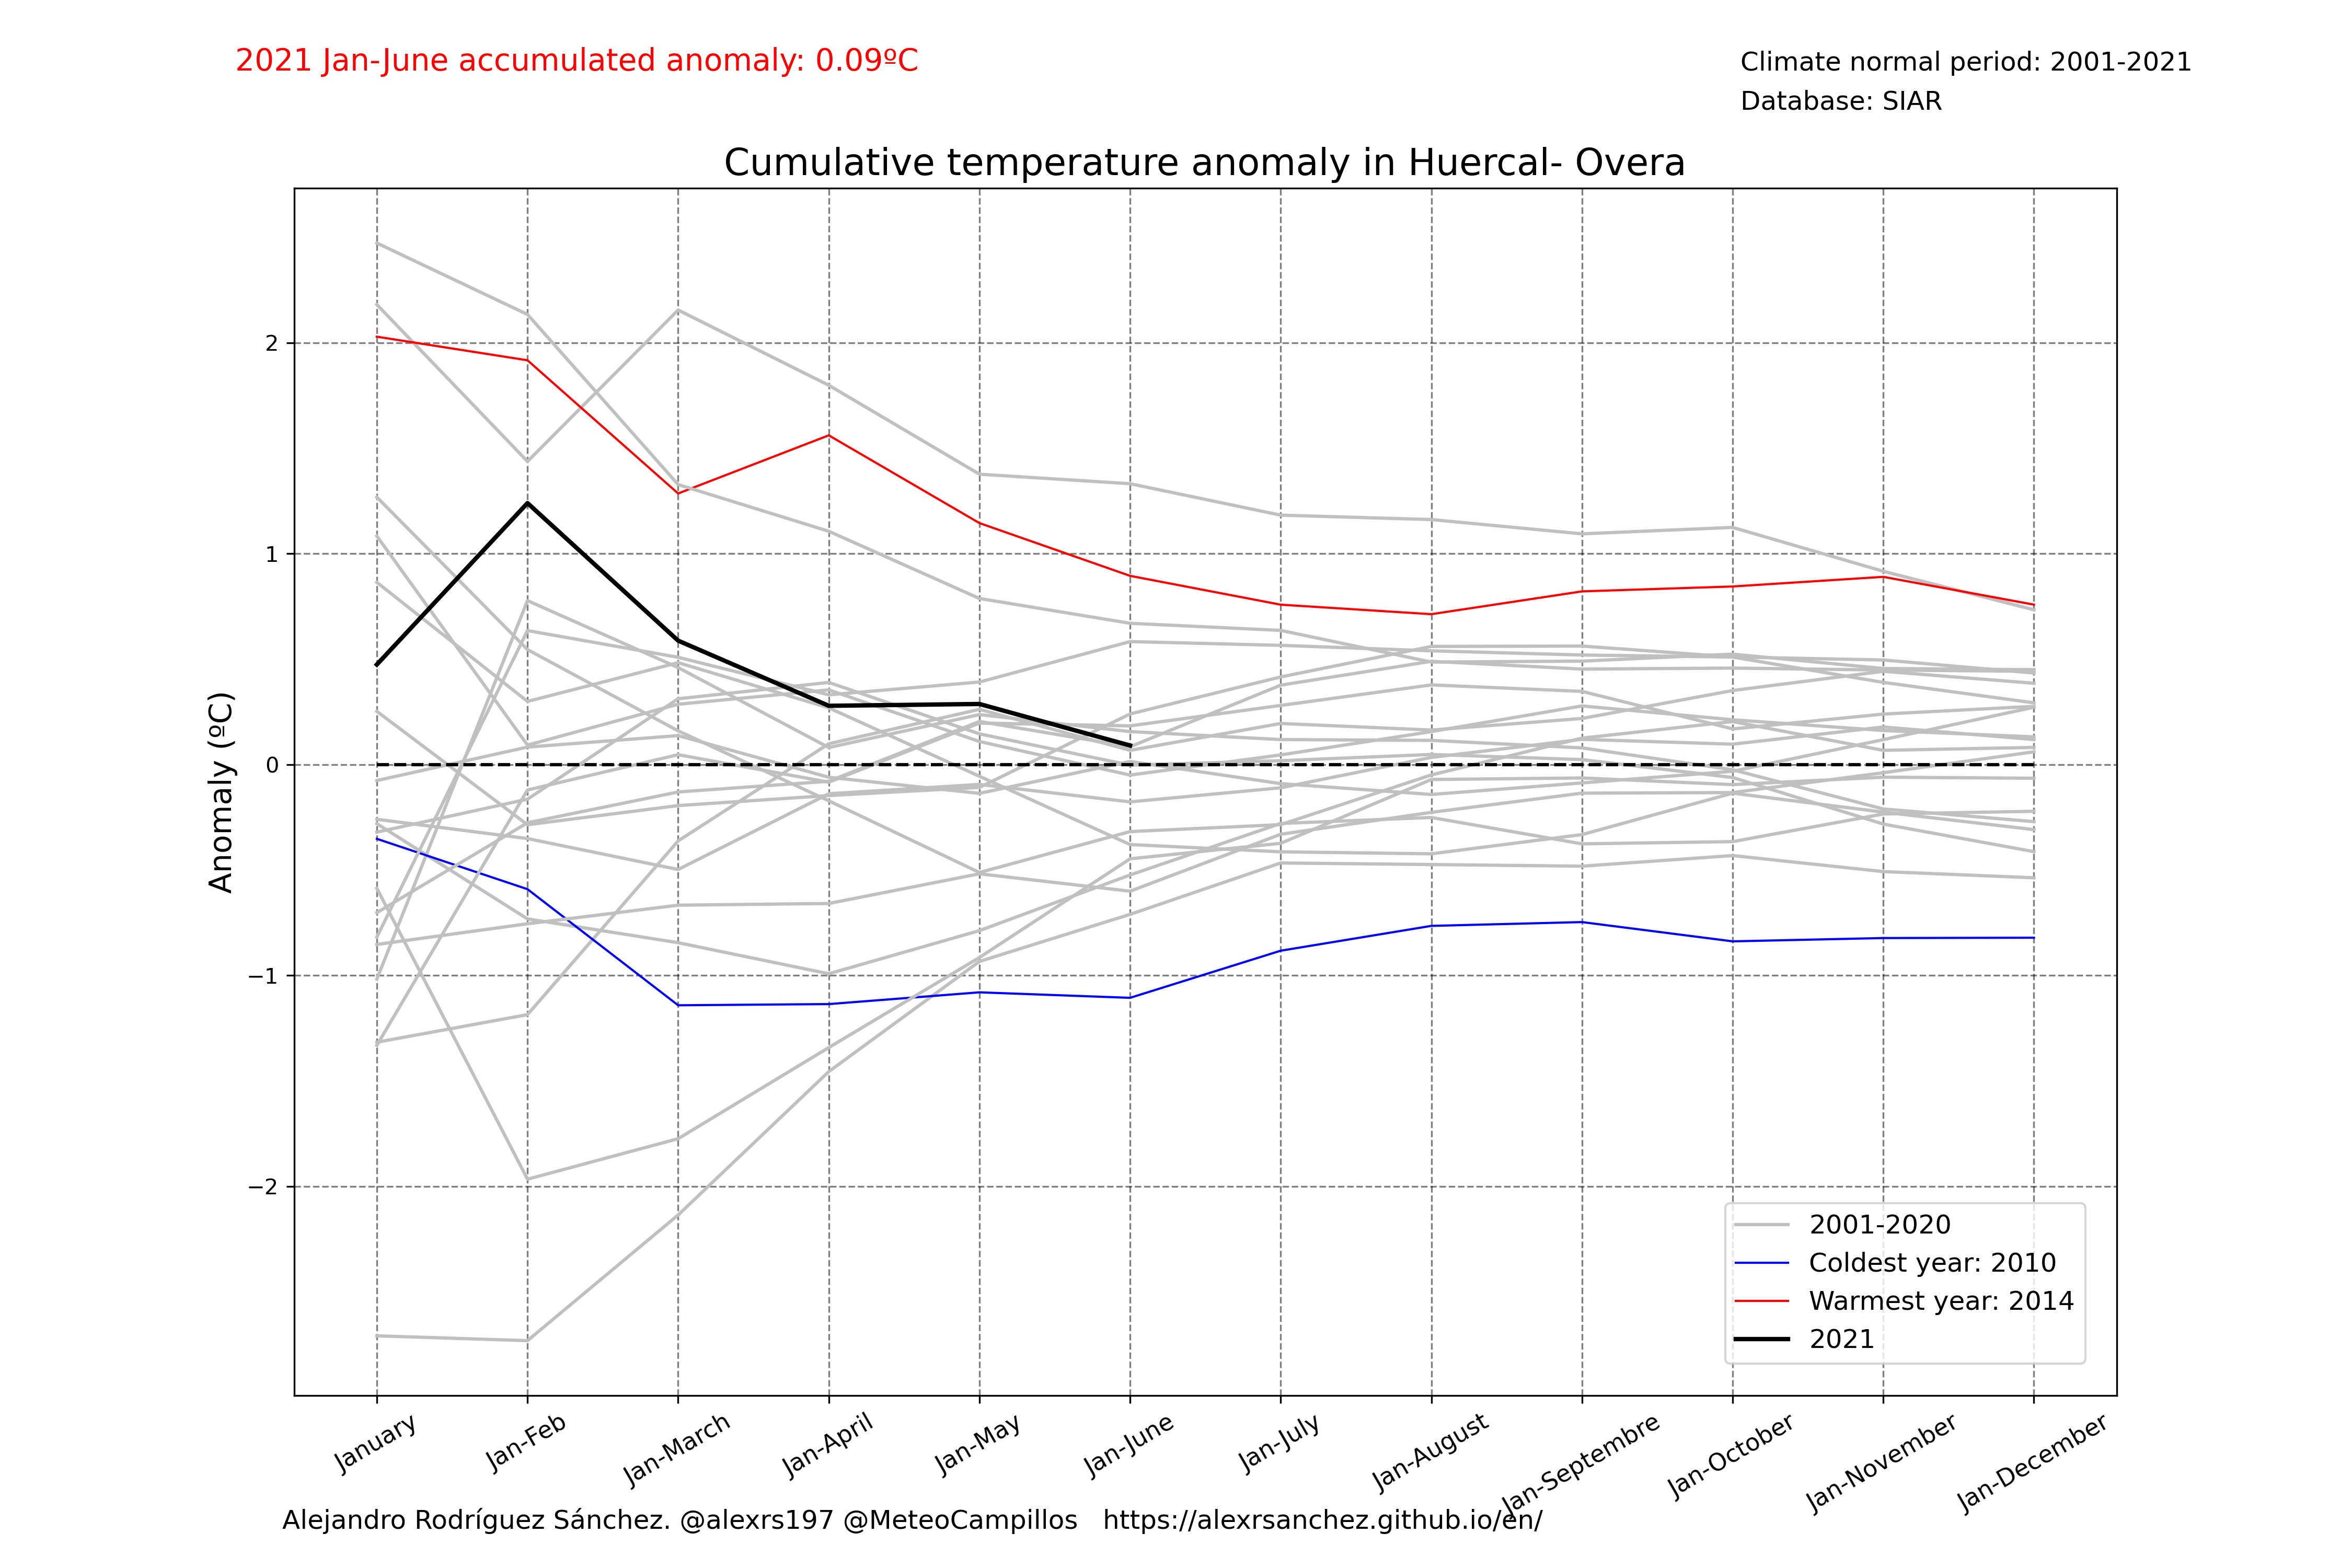 2021 Jan-June accumulated anomaly: 0.09ºC
Climate normal period: 2001-2021
Database: SIAR
Cumulative temperature anomaly in Huercal- Overa
Anomaly (ºC)
2
1
0
−1
−2
2001-2020
Coldest year: 2010
Warmest year: 2014
2021
January
Jan-Feb
Jan-March
Jan-April
Jan-May
Jan-June
Jan-July
Jan-August
Jan-Septembre
Jan-October
Jan-November
Jan-December
Alejandro Rodríguez Sánchez. @alexrs197 @MeteoCampillos   https://alexrsanchez.github.io/en/